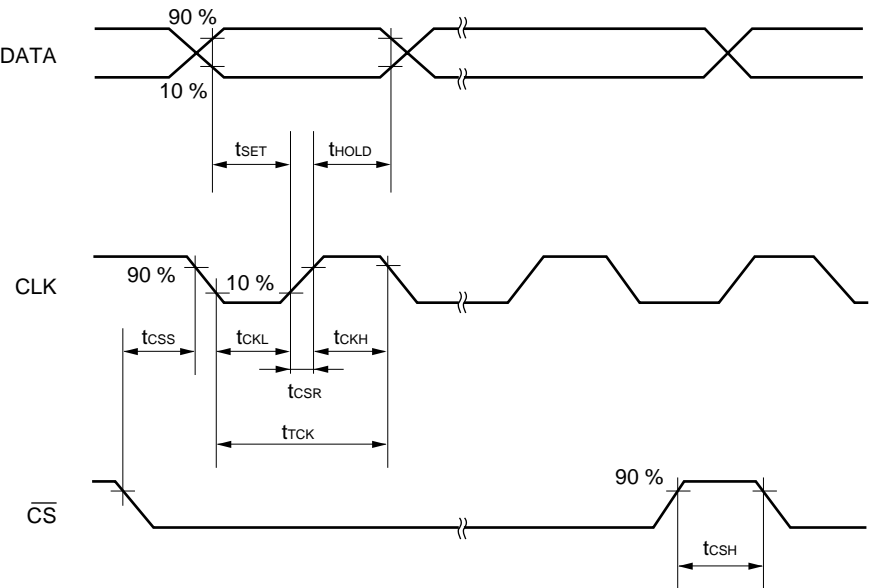 90 %
DATA
10 %
tSET tHOLD
CLK
90 % 10 %
tCSS tCKL tCKH
tCSR
tTCK
90 %
CS
tCSH